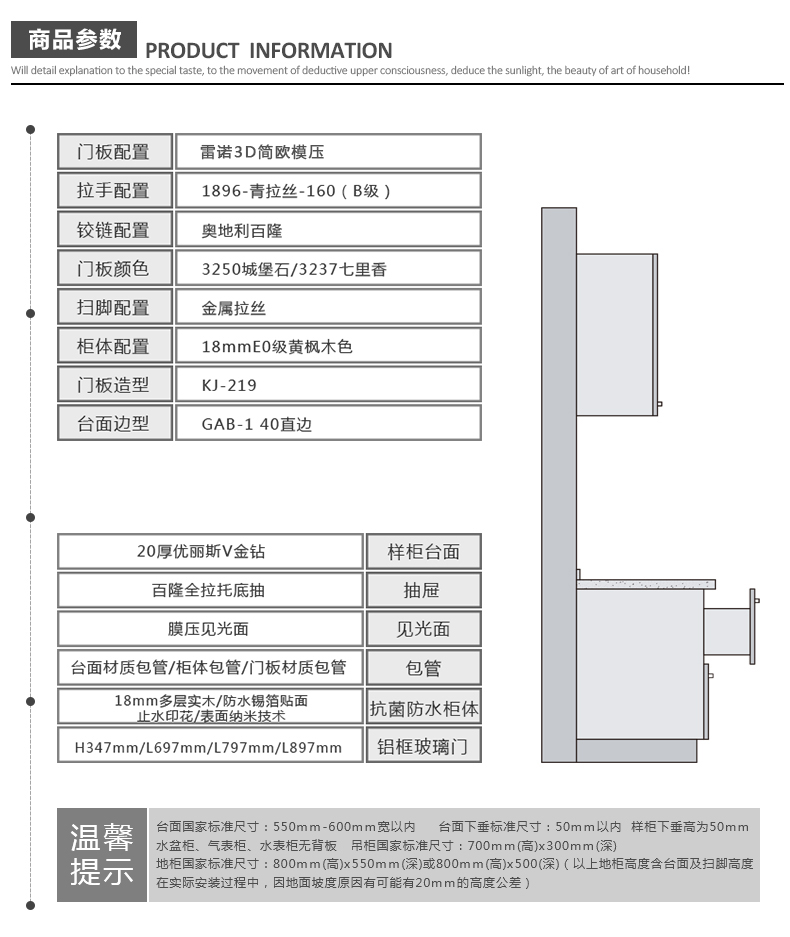 商品参数 PRODUCT INFORMATION
Will detail explanation to the special taste, to the movement of deductive upper consciousness, deduce the sunlight, the beauty of art of household!
门板配置 雷诺3D简欧模压
拉手配置 1896-青拉丝-160（B级）
铰链配置 奥地利百隆
门板颜色 3250城堡石/3237七里香
扫脚配置 金属拉丝
柜体配置 18mmE0级黄枫木色
门板造型 KJ-219
台面边型 GAB-1 40直边
20厚优丽斯V金钻 样柜台面
百隆全拉托底抽 抽屉
膜压见光面 见光面
台面材质包管/柜体包管/门板材质包管 包管
18mm多层实木/防水锡箔贴面
止水印花/表面纳米技术 抗菌防水柜体
H347mm/L697mm/L797mm/L897mm 铝框玻璃门
温馨
提示
台面国家标准尺寸：550mm-600mm宽以内 台面下垂标准尺寸：50mm以内 样柜下垂高为50mm
水盆柜、气表柜、水表柜无背板 吊柜国家标准尺寸：700mm(高)x300mm(深)
地柜国家标准尺寸：800mm(高)x550mm(深)或800mm(高)x500(深)（以上地柜高度含台面及扫脚高度
在实际安装过程中，因地面坡度原因有可能有20mm的高度公差）